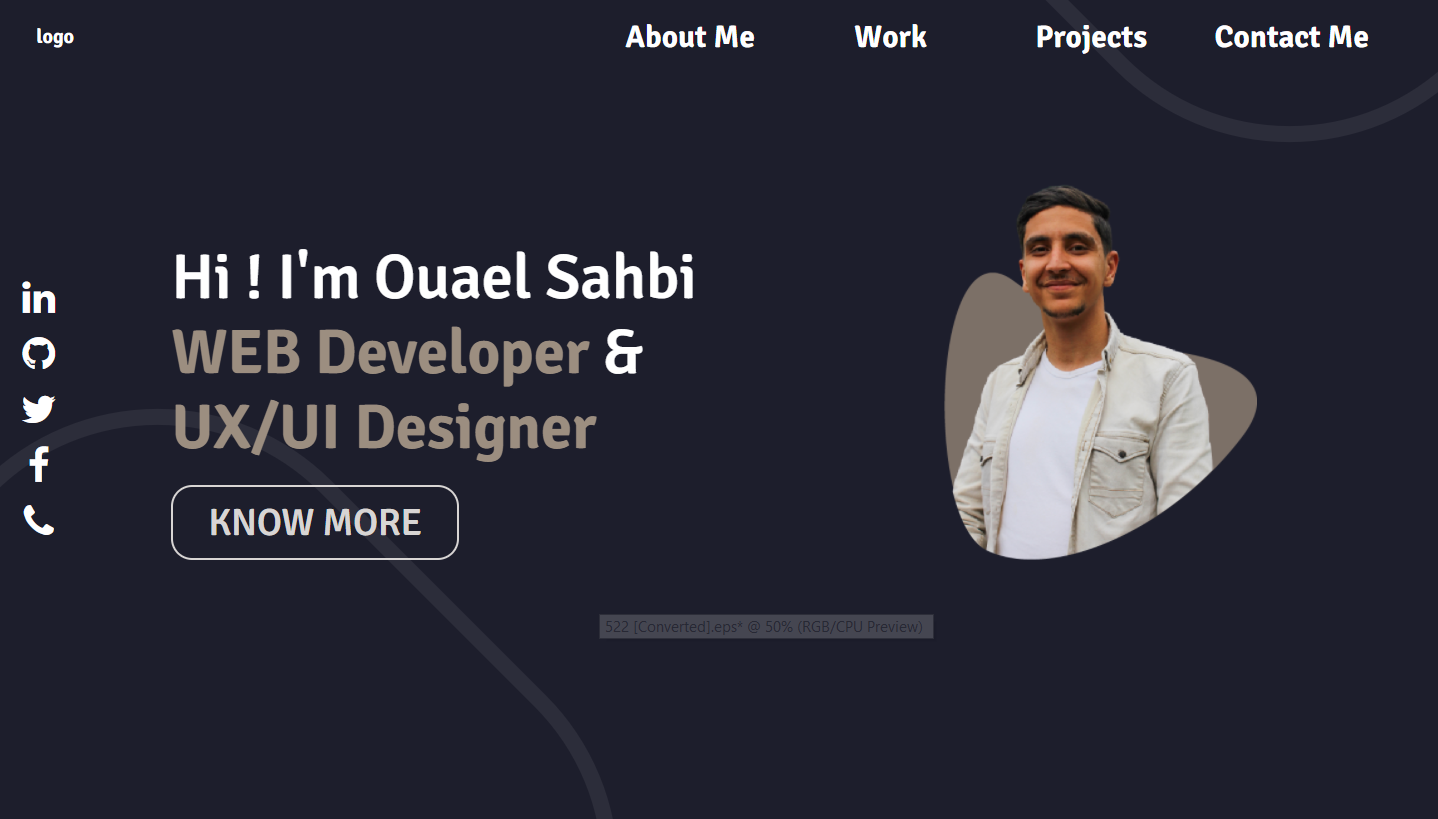 logo
About Me
Work
Projects
Contact Me
Hi ! I'm Ouael Sahbi
WEB Developer &
UX/UI Designer
KNOW MORE
522 [Converted].eps* @ 50% (RGB/CPU Preview)